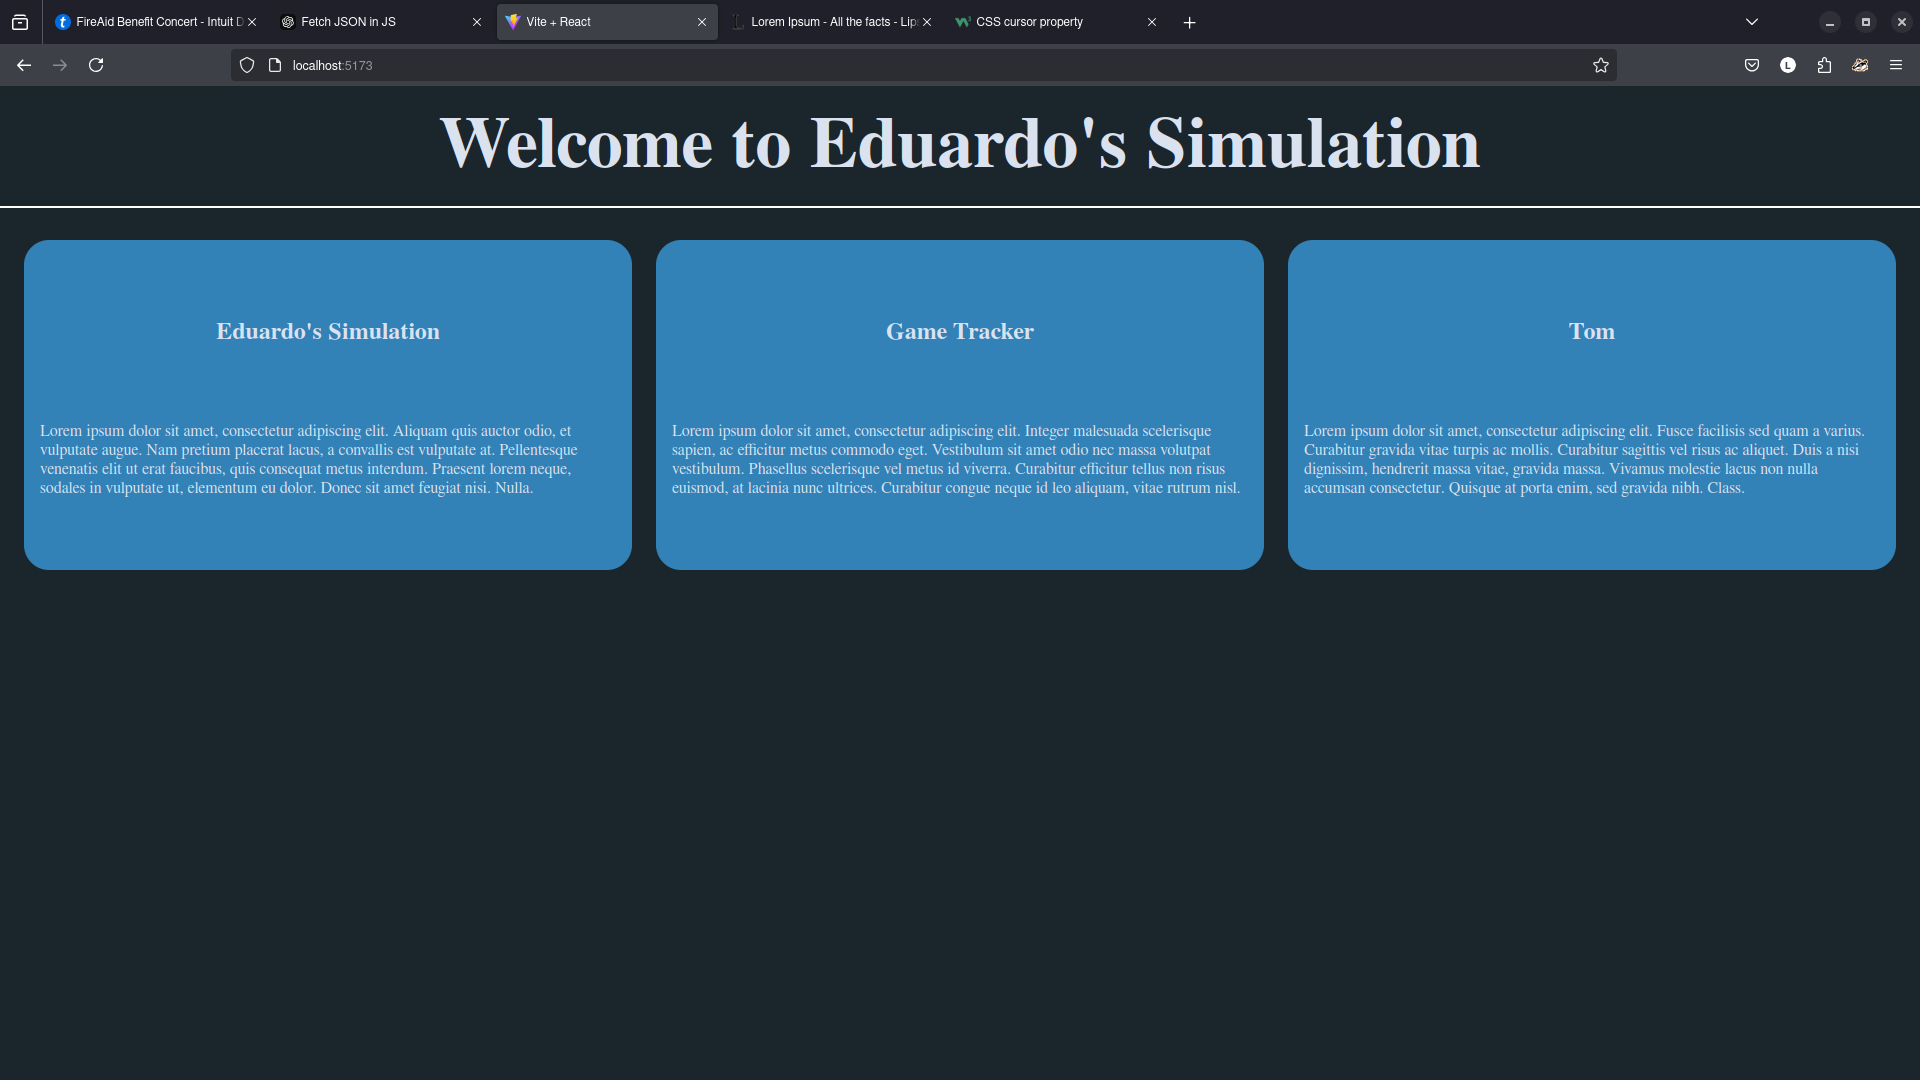 FireAid Benefit Concert - Intuit D
Fetch JSON in JS
Vite + React
Lorem Ipsum - All the facts - Lip
CSS cursor property
localhost:5173
L
Welcome to Eduardo's Simulation
Eduardo's Simulation
Lorem ipsum dolor sit amet, consectetur adipiscing elit. Aliquam quis auctor odio, et
vulputate augue. Nam pretium placerat lacus, a convallis est vulputate at. Pellentesque
venenatis elit ut erat faucibus, quis consequat metus interdum. Praesent lorem neque,
sodales in vulputate ut, elementum eu dolor. Donec sit amet feugiat nisi. Nulla.
Game Tracker
Lorem ipsum dolor sit amet, consectetur adipiscing elit. Integer malesuada scelerisque
sapien, ac efficitur metus commodo eget. Vestibulum sit amet odio nec massa volutpat
vestibulum. Phasellus scelerisque vel metus id viverra. Curabitur efficitur tellus non risus
euismod, at lacinia nunc ultrices. Curabitur congue neque id leo aliquam, vitae rutrum nisl.
Tom
Lorem ipsum dolor sit amet, consectetur adipiscing elit. Fusce facilisis sed quam a varius.
Curabitur gravida vitae turpis ac mollis. Curabitur sagittis vel risus ac aliquet. Duis a nisi
dignissim, hendrerit massa vitae, gravida massa. Vivamus molestie lacus non nulla
accumsan consectetur. Quisque at porta enim, sed gravida nibh. Class.